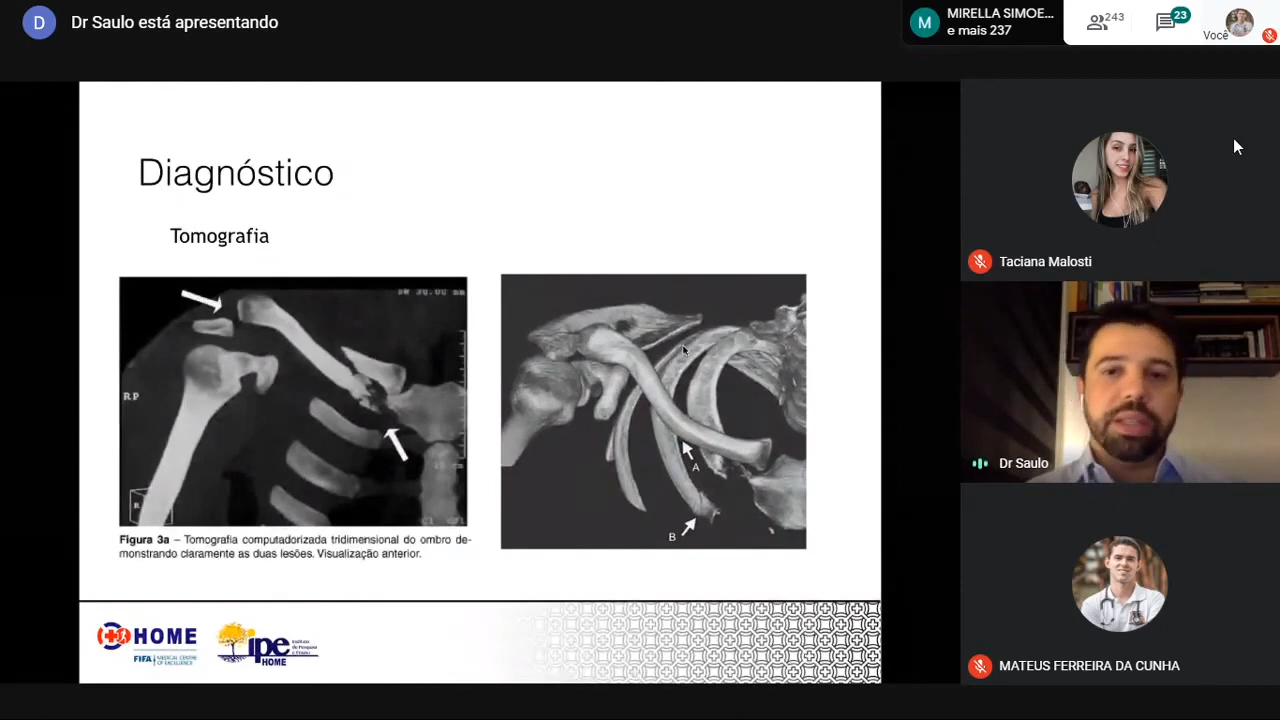 D
Dr Saulo está apresentando
M
MIRELLA SIMOE...
e mais 237
243
23
Você
Diagnóstico
Tomografia
RP
Figura 3a – Tomografia computadorizada tridimensional do ombro de-
monstrando claramente as duas lesões. Visualização anterior.
A
B
HOME
FIFA MEDICAL CENTRE
OF EXCELLENCE
ipe
HOME
Taciana Malosti
Dr Saulo
MATEUS FERREIRA DA CUNHA